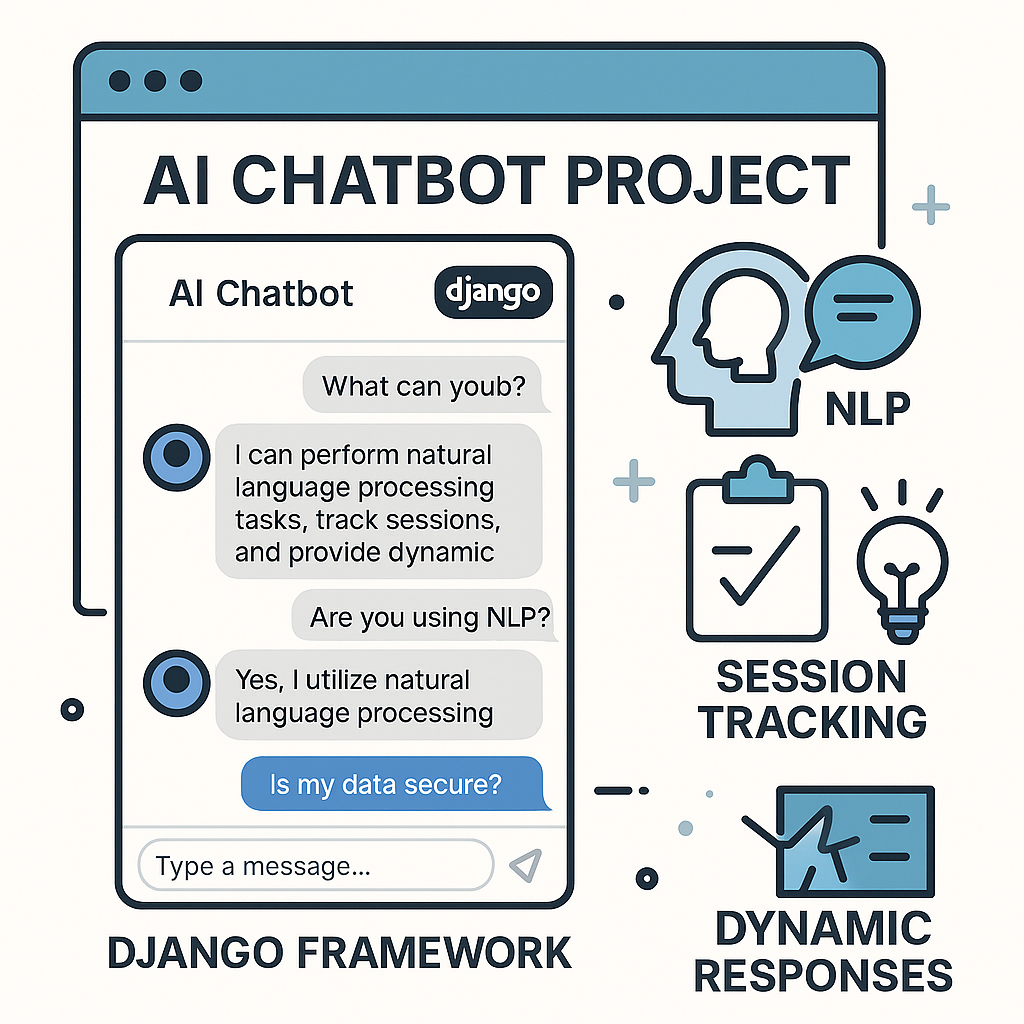 AI CHATBOT PROJECT
AI Chatbot
django
What can youb?
I can perform natural
language processing
tasks, track sessions,
and provide dynamic
Are you using NLP?
Yes, I utilize natural
language processing
Is my data secure?
Type a message...
DJANGO FRAMEWORK
NLP
SESSION
TRACKING
DYNAMIC
RESPONSES